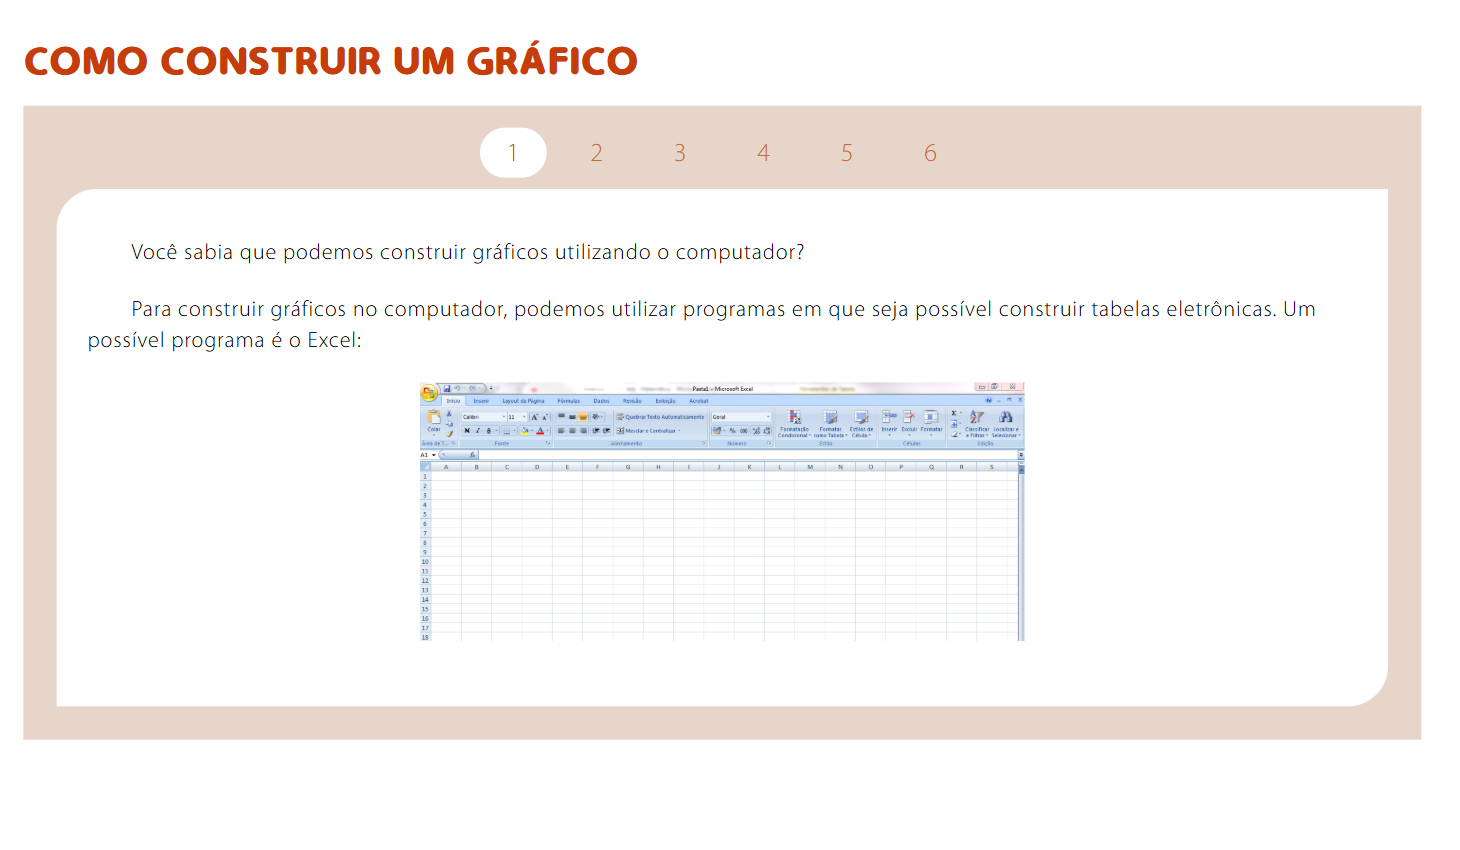 COMO CONSTRUIR UM GRÁFICO
1 2 3 4 5 6
Você sabia que podemos construir gráficos utilizando o computador?
Para construir gráficos no computador, podemos utilizar programas em que seja possível construir tabelas eletrônicas. Um
possível programa é o Excel:
Pasta1 - Microsoft Excel
Início Inserir Layout da Página Fórmulas Dados Revisão Exibição Acrobat
Calibri 11 Quebrar Texto Automaticamente Geral
Colar Mesclar e Centralizar Formatação Condicional Formatar como Tabela Estilos de Célula Inserir Excluir Formatar Classificar e Filtrar Localizar e Selecionar
Área de T... Fonte Alinhamento Número Estilo Células Edição
A1
A B C D E F G H I J K L M N O P Q R S
1
2
3
4
5
6
7
8
9
10
11
12
13
14
15
16
17
18